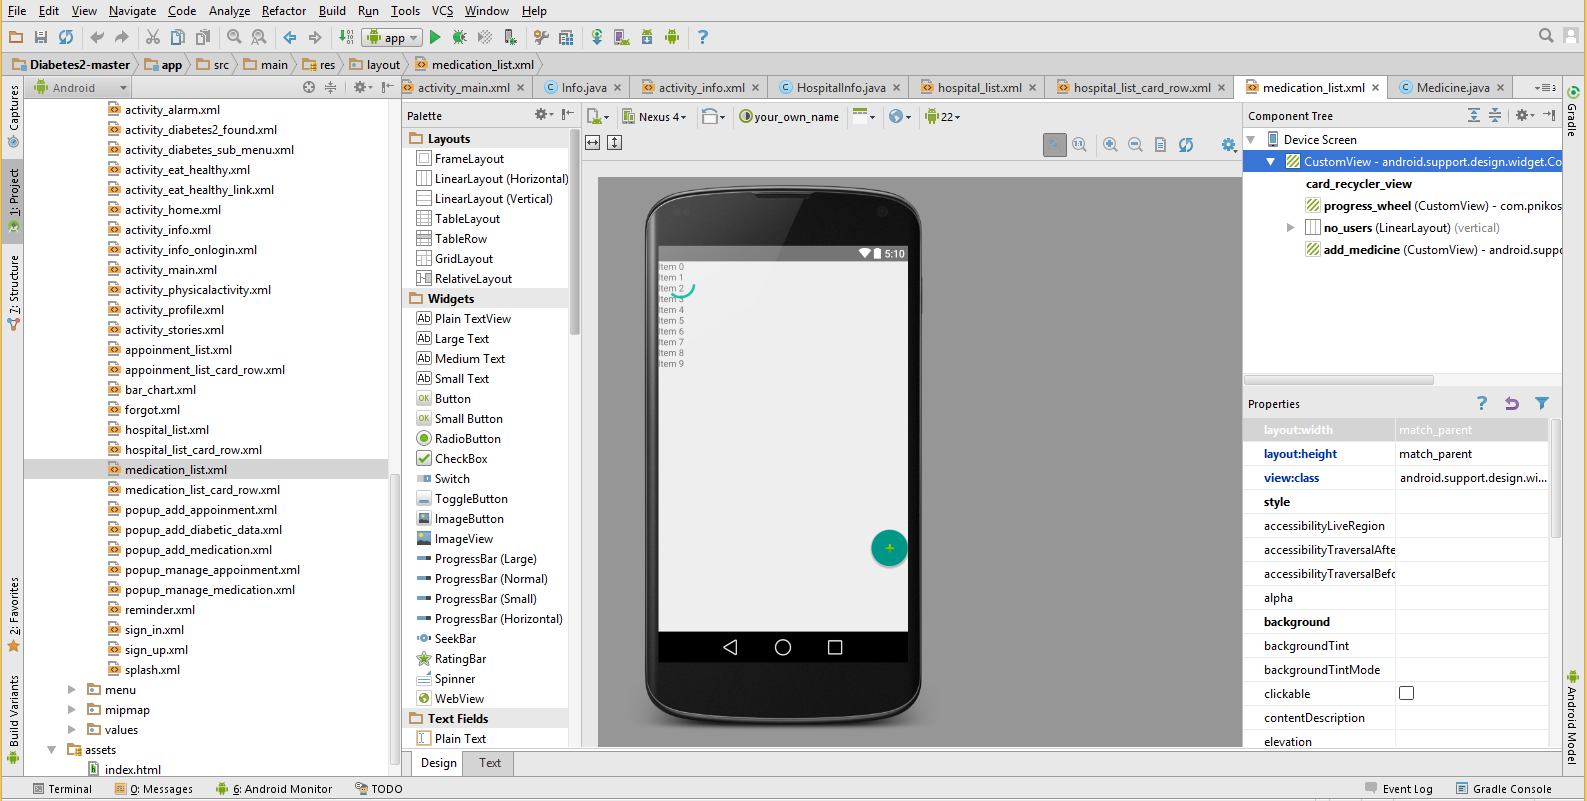 File Edit View Navigate Code Analyze Refactor Build Run Tools VCS Window Help
app
Diabetes2-master app src main res layout medication_list.xml
Android
activity_main.xml Info.java activity_info.xml HospitalInfo.java hospital_list.xml hospital_list_card_row.xml medication_list.xml Medicine.java
Captures
1: Project
7: Structure
2: Favorites
Build Variants
activity_alarm.xml
activity_diabetes2_found.xml
activity_diabetes_sub_menu.xml
activity_eat_healthy.xml
activity_eat_healthy_link.xml
activity_home.xml
activity_info.xml
activity_info_onlogin.xml
activity_main.xml
activity_physicalactivity.xml
activity_profile.xml
activity_stories.xml
appoinment_list.xml
appoinment_list_card_row.xml
bar_chart.xml
forgot.xml
hospital_list.xml
hospital_list_card_row.xml
medication_list.xml
medication_list_card_row.xml
popup_add_appoinment.xml
popup_add_diabetic_data.xml
popup_add_medication.xml
popup_manage_appoinment.xml
popup_manage_medication.xml
reminder.xml
sign_in.xml
sign_up.xml
splash.xml
menu
mipmap
values
assets
index.html
Palette
Layouts
FrameLayout
LinearLayout (Horizontal)
LinearLayout (Vertical)
TableLayout
TableRow
GridLayout
RelativeLayout
Widgets
Plain TextView
Large Text
Medium Text
Small Text
Button
Small Button
RadioButton
CheckBox
Switch
ToggleButton
ImageButton
ImageView
ProgressBar (Large)
ProgressBar (Normal)
ProgressBar (Small)
ProgressBar (Horizontal)
SeekBar
RatingBar
Spinner
WebView
Text Fields
Plain Text
Design Text
Nexus 4 your_own_name 22
5:10
Item 0
Item 1
Item 2
Item 3
Item 4
Item 5
Item 6
Item 7
Item 8
Item 9
Component Tree
Device Screen
CustomView - android.support.design.widget.Co
card_recycler_view
progress_wheel (CustomView) - com.pnikos
no_users (LinearLayout) (vertical)
add_medicine (CustomView) - android.suppo
Properties
layout:width match_parent
layout:height match_parent
view:class android.support.design.wi...
style
accessibilityLiveRegion
accessibilityTraversalAfte
accessibilityTraversalBefo
alpha
background
backgroundTint
backgroundTintMode
clickable
contentDescription
elevation
Gradle
Android Model
Terminal 0: Messages 6: Android Monitor TODO Event Log Gradle Console